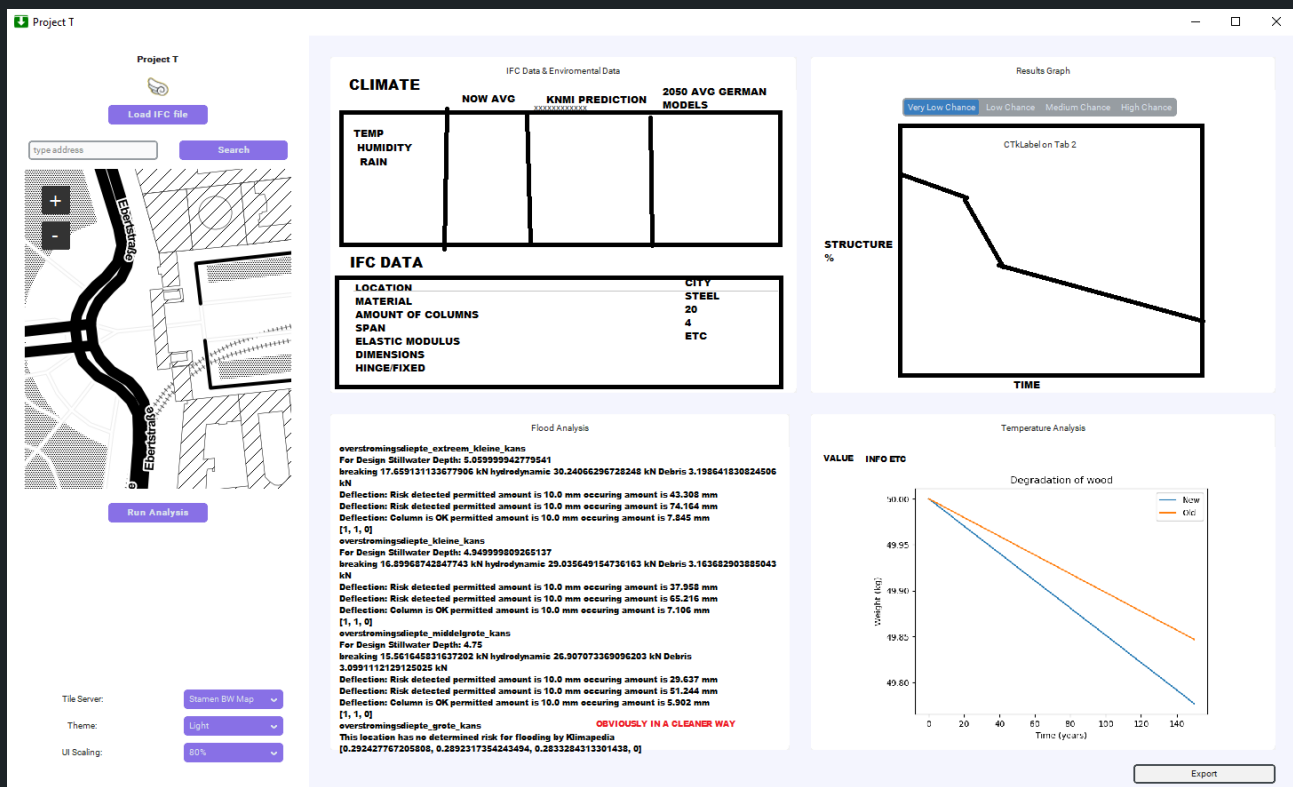 Project T
Project T
Load IFC file
type address
Search
+
-
Ebertstraße
Ebertstraße
Run Analysis
Tile Server:
Stamen BW Map
Theme:
Light
UI Scaling:
80%
IFC Data & Enviromental Data
CLIMATE
NOW AVG
KNMI PREDICTION
XXXXXXXXXXXX
2050 AVG GERMAN
MODELS
TEMP
HUMIDITY
RAIN
IFC DATA
LOCATION CITY
MATERIAL STEEL
AMOUNT OF COLUMNS 20
SPAN 4
ELASTIC MODULUS ETC
DIMENSIONS
HINGE/FIXED
Results Graph
Very Low Chance Low Chance Medium Chance High Chance
CTkLabel on Tab 2
STRUCTURE
%
TIME
Flood Analysis
overstromingsdiepte_extreem_kleine_kans
For Design Stillwater Depth: 5.059999942779541
breaking 17.659131133677906 kN hydrodynamic 30.24066296728248 kN Debris 3.198641830824506
kN
Deflection: Risk detected permitted amount is 10.0 mm occuring amount is 43.308 mm
Deflection: Risk detected permitted amount is 10.0 mm occuring amount is 74.164 mm
Deflection: Column is OK permitted amount is 10.0 mm occuring amount is 7.845 mm
[1, 1, 0]
overstromingsdiepte_kleine_kans
For Design Stillwater Depth: 4.949999809265137
breaking 16.89968742847743 kN hydrodynamic 29.035649154736163 kN Debris 3.163682903885043
kN
Deflection: Risk detected permitted amount is 10.0 mm occuring amount is 37.958 mm
Deflection: Risk detected permitted amount is 10.0 mm occuring amount is 65.216 mm
Deflection: Column is OK permitted amount is 10.0 mm occuring amount is 7.106 mm
[1, 1, 0]
overstromingsdiepte_middelgrote_kans
For Design Stillwater Depth: 4.75
breaking 15.561645831637202 kN hydrodynamic 26.907073369096203 kN Debris
3.0991112129125025 kN
Deflection: Risk detected permitted amount is 10.0 mm occuring amount is 29.637 mm
Deflection: Risk detected permitted amount is 10.0 mm occuring amount is 51.244 mm
Deflection: Column is OK permitted amount is 10.0 mm occuring amount is 5.902 mm
[1, 1, 0]
overstromingsdiepte_grote_kans
OBVIOUSLY IN A CLEANER WAY
This location has no determined risk for flooding by Klimapedia
[0.292427767205808, 0.2892317354243494, 0.2833284313301438, 0]
Temperature Analysis
VALUE INFO ETC
Degradation of wood
New
Old
50.00
49.95
49.90
49.85
49.80
Weight (kg)
0 20 40 60 80 100 120 140
Time (years)
Export